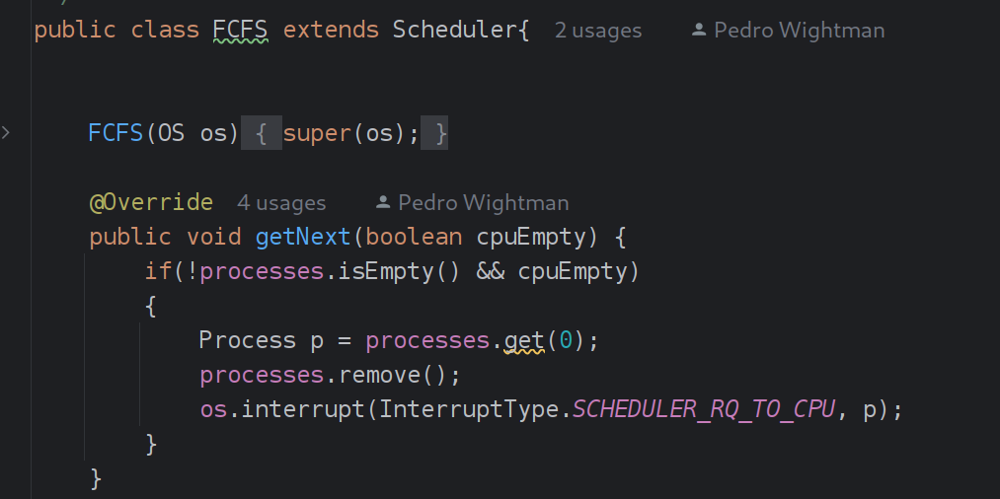 public class FCFS extends Scheduler{ 2 usages Pedro Wightman
FCFS(OS os) { super(os); }
@Override 4 usages Pedro Wightman
public void getNext(boolean cpuEmpty) {
if(!processes.isEmpty() && cpuEmpty)
{
Process p = processes.get(0);
processes.remove();
os.interrupt(InterruptType.SCHEDULER_RQ_TO_CPU, p);
}
}